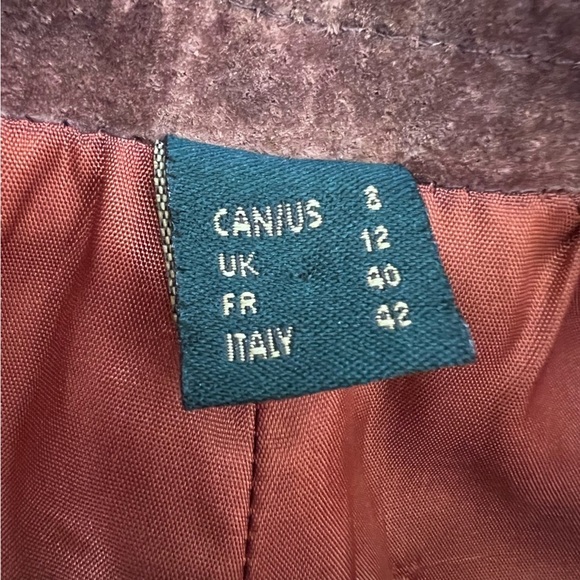 CAN/US 8
UK 12
FR 40
ITALY 42